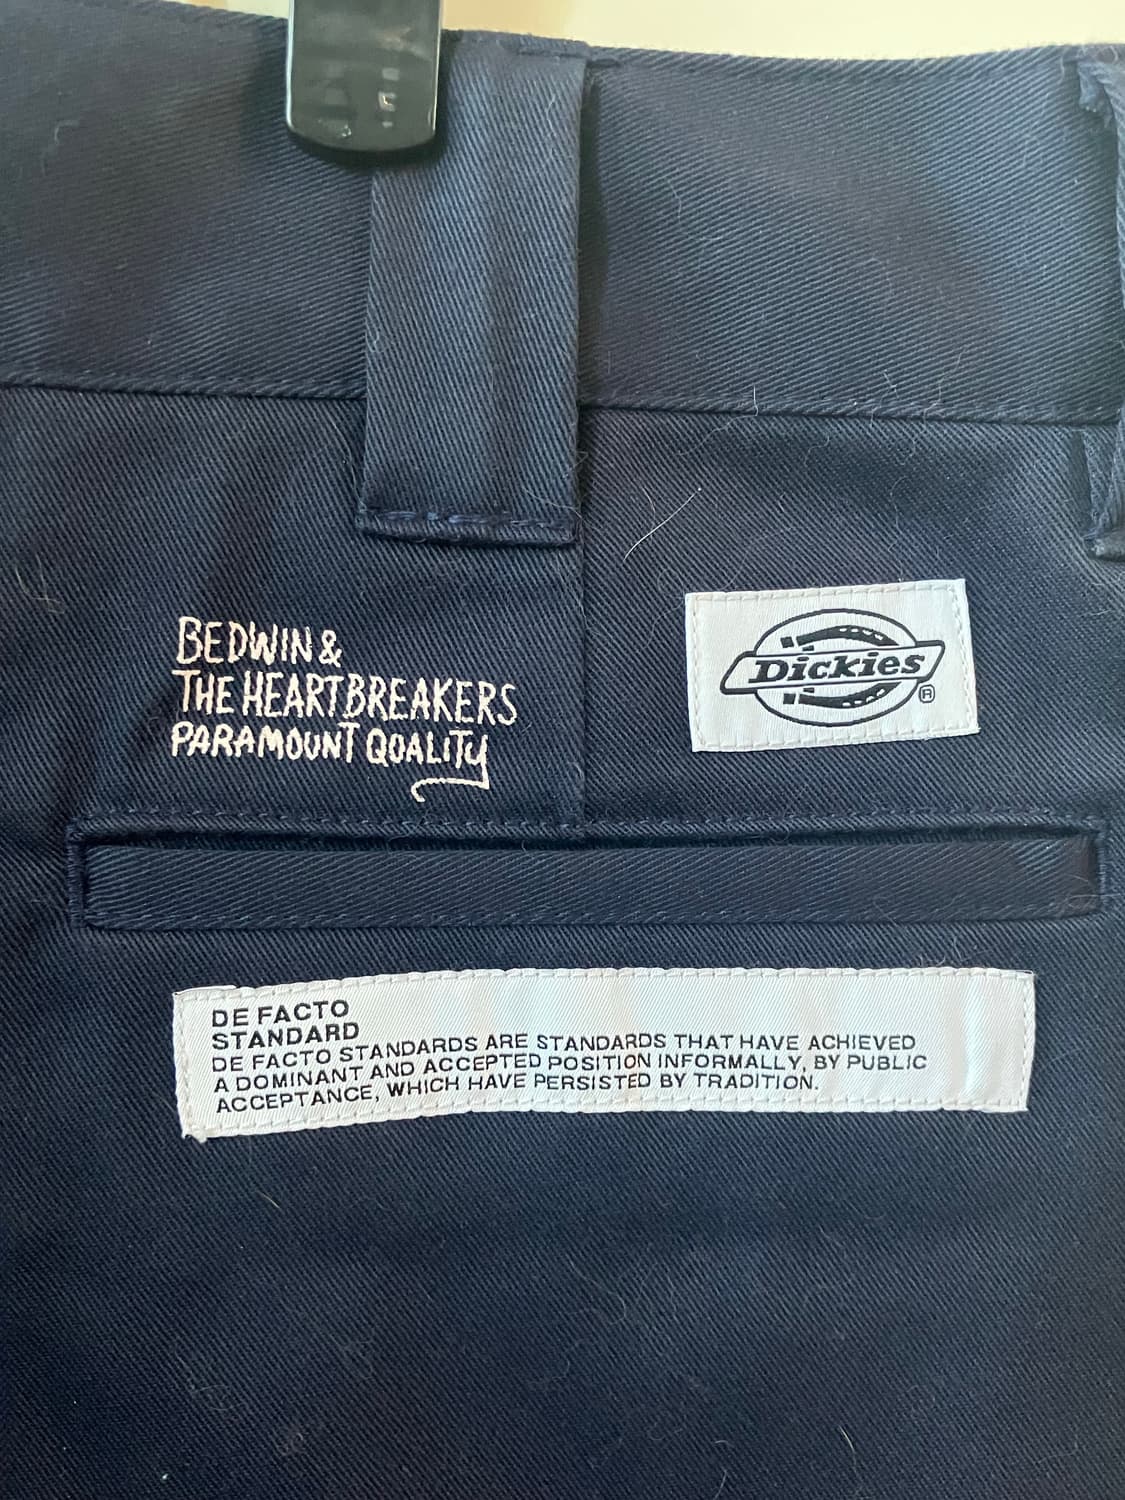 BEDWIN &
THE HEARTBREAKERS
PARAMOUNT QOALITY
Dickies ®
DE FACTO
STANDARD
DE FACTO STANDARDS ARE STANDARDS THAT HAVE ACHIEVED
A DOMINANT AND ACCEPTED POSITION INFORMALLY, BY PUBLIC
ACCEPTANCE, WHICH HAVE PERSISTED BY TRADITION.